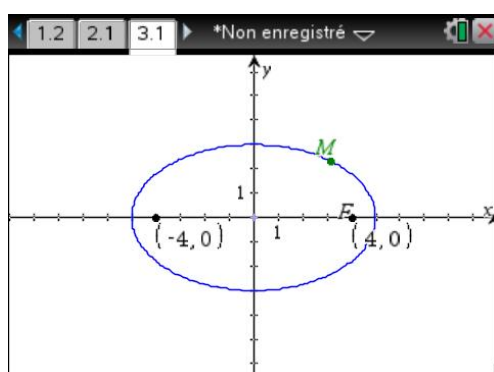 1.2 2.1 3.1 *Non enregistré
y
M
1
F x
(-4,0) 1 (4,0)